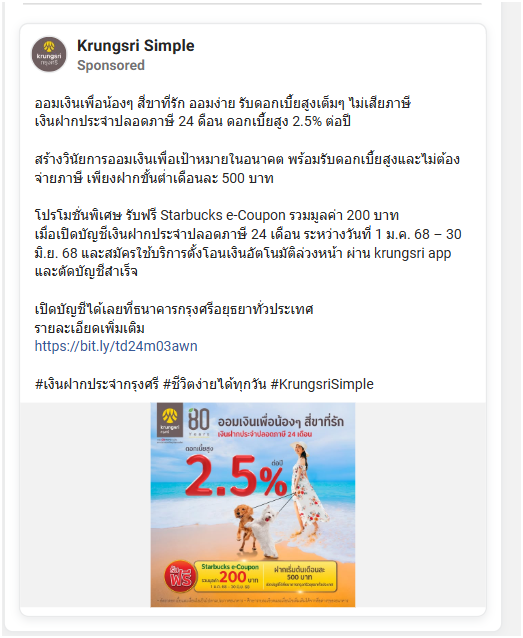 Krungsri Simple
Sponsored
ออมเงินเพื่อน้องๆ สี่ขาที่รัก ออมง่าย รับดอกเบี้ยสูงเต็มๆ ไม่เสียภาษี
เงินฝากประจำปลอดภาษี 24 เดือน ดอกเบี้ยสูง 2.5% ต่อปี
สร้างวินัยการออมเงินเพื่อเป้าหมายในอนาคต พร้อมรับดอกเบี้ยสูงและไม่ต้อง
จ่ายภาษี เพียงฝากขั้นต่ำเดือนละ 500 บาท
โปรโมชั่นพิเศษ รับฟรี Starbucks e-Coupon รวมมูลค่า 200 บาท
เมื่อเปิดบัญชีเงินฝากประจำปลอดภาษี 24 เดือน ระหว่างวันที่ 1 ม.ค. 68 – 30
มิ.ย. 68 และสมัครใช้บริการตั้งโอนเงินอัตโนมัติล่วงหน้า ผ่าน krungsri app
และตัดบัญชีสำเร็จ
เปิดบัญชีได้เลยที่ธนาคารกรุงศรีอยุธยาทั่วประเทศ
รายละเอียดเพิ่มเติม
https://bit.ly/td24m03awn
#เงินฝากประจำกรุงศรี #ชีวิตง่ายได้ทุกวัน #KrungsriSimple
krungsri
กรุงศรี
80
YEARS
ออมเงินเพื่อน้องๆ สี่ขาที่รัก
เงินฝากประจำปลอดภาษี 24 เดือน
ดอกเบี้ยสูง
2.5%
ต่อปี
รับ
ฟรี
Starbucks e-Coupon
รวมมูลค่า 200 บาท
1 ม.ค. 68 - 30 มิ.ย. 68
ฝากเริ่มต้นเดือนละ
500 บาท